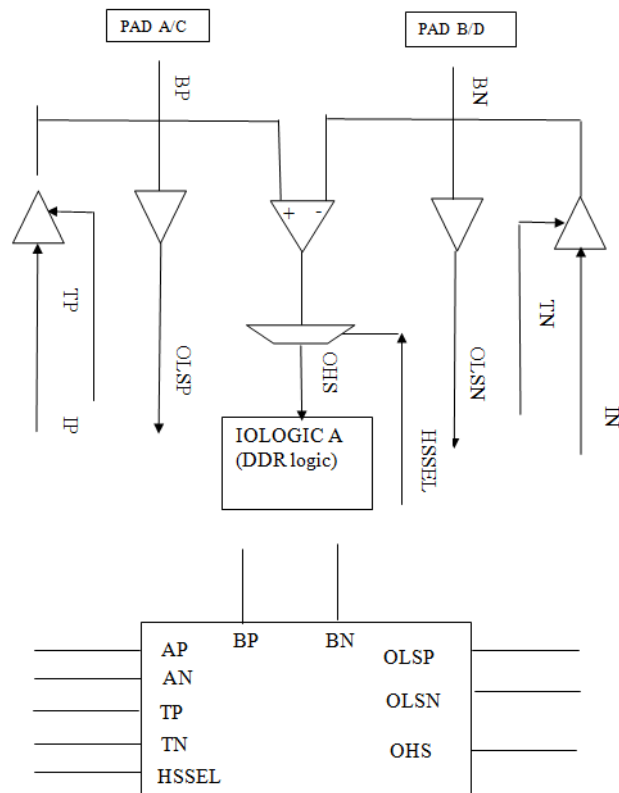 PAD A/C
PAD B/D
BP
BN
+ -
TP
TN
OLSP
OHS
OLSN
IP
IN
HSSEL
IOLOGIC A
(DDR logic)
BP
BN
AP
AN
TP
TN
HSSEL
OLSP
OLSN
OHS